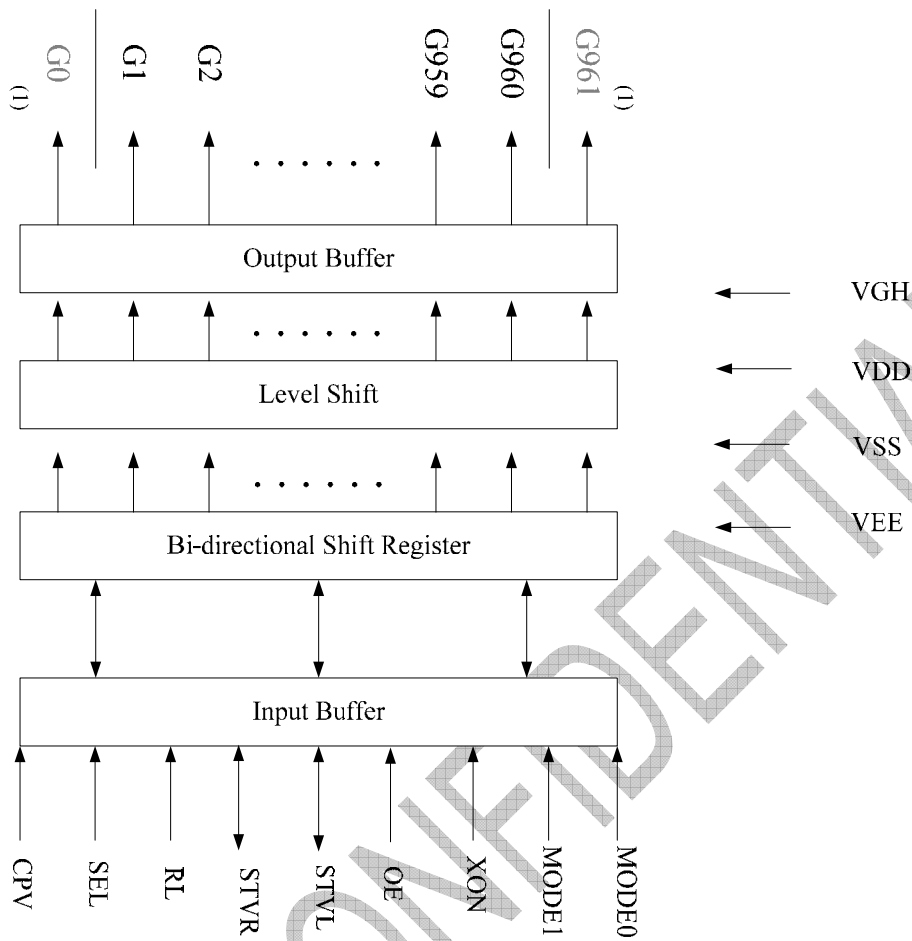 (1) G0 G1 G2 G959 G960 G961 (1)
Output Buffer
VGH
Level Shift
VDD
VSS
Bi-directional Shift Register
VEE
Input Buffer
CPV SEL RL STVR STVL OE XON MODE1 MODE0
ONFIDENTIA